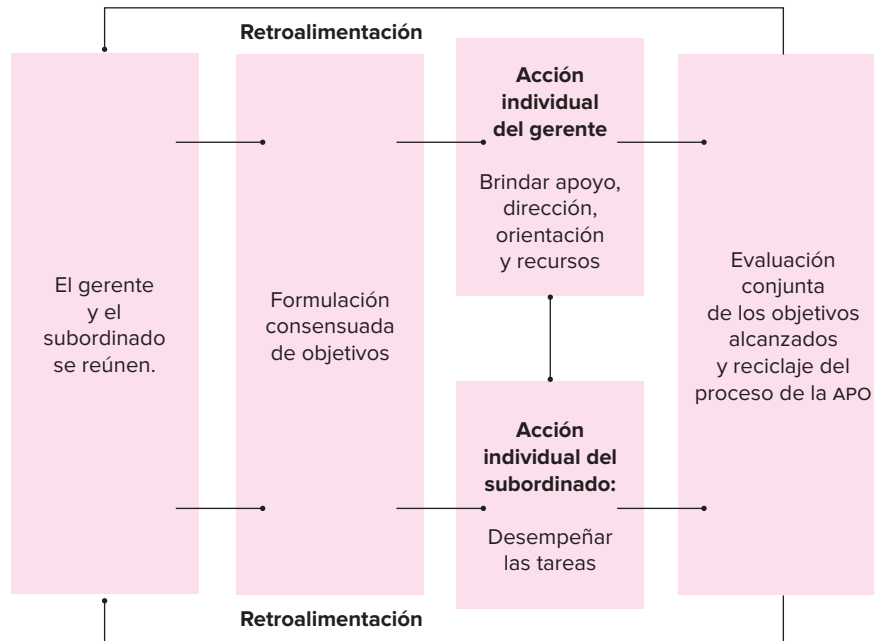 Retroalimentación
El gerente
y el
subordinado
se reúnen.
Formulación
consensuada
de objetivos
Acción
individual
del gerente
Brindar apoyo,
dirección,
orientación
y recursos
Acción
individual del
subordinado:
Desempeñar
las tareas
Evaluación
conjunta
de los objetivos
alcanzados
y reciclaje del
proceso de la APO
Retroalimentación